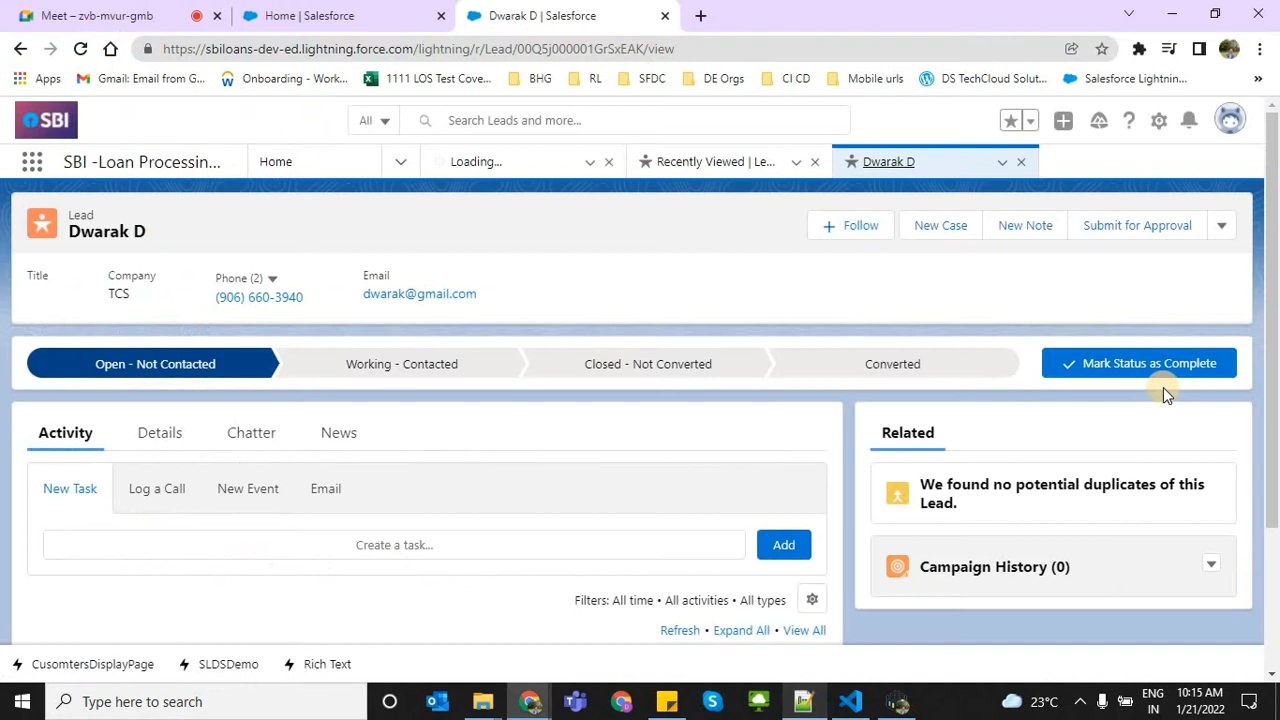 Meet – zvb-mvur-gmb
Home | Salesforce
Dwarak D | Salesforce
https://sbiloans-dev-ed.lightning.force.com/lightning/r/Lead/00Q5j000001GrSxEAK/view
Apps
Gmail: Email from G...
Onboarding - Work...
1111 LOS Test Cove...
BHG
RL
SFDC
DE Orgs
CI CD
Mobile urls
DS TechCloud Solut...
Salesforce Lightnin...
»
SBI
All
Search Leads and more...
SBI -Loan Processin...
Home
Loading...
Recently Viewed | Le...
Dwarak D
Lead
Dwarak D
+ Follow
New Case
New Note
Submit for Approval
Title
Company
TCS
Phone (2)
(906) 660-3940
Email
dwarak@gmail.com
Open - Not Contacted
Working - Contacted
Closed - Not Converted
Converted
Mark Status as Complete
Activity
Details
Chatter
News
Related
New Task
Log a Call
New Event
Email
We found no potential duplicates of this
Lead.
Create a task...
Add
Campaign History (0)
Filters: All time • All activities • All types
Refresh • Expand All • View All
CusomtersDisplayPage
SLDSDemo
Rich Text
Type here to search
23°C
ENG
IN
10:15 AM
1/21/2022